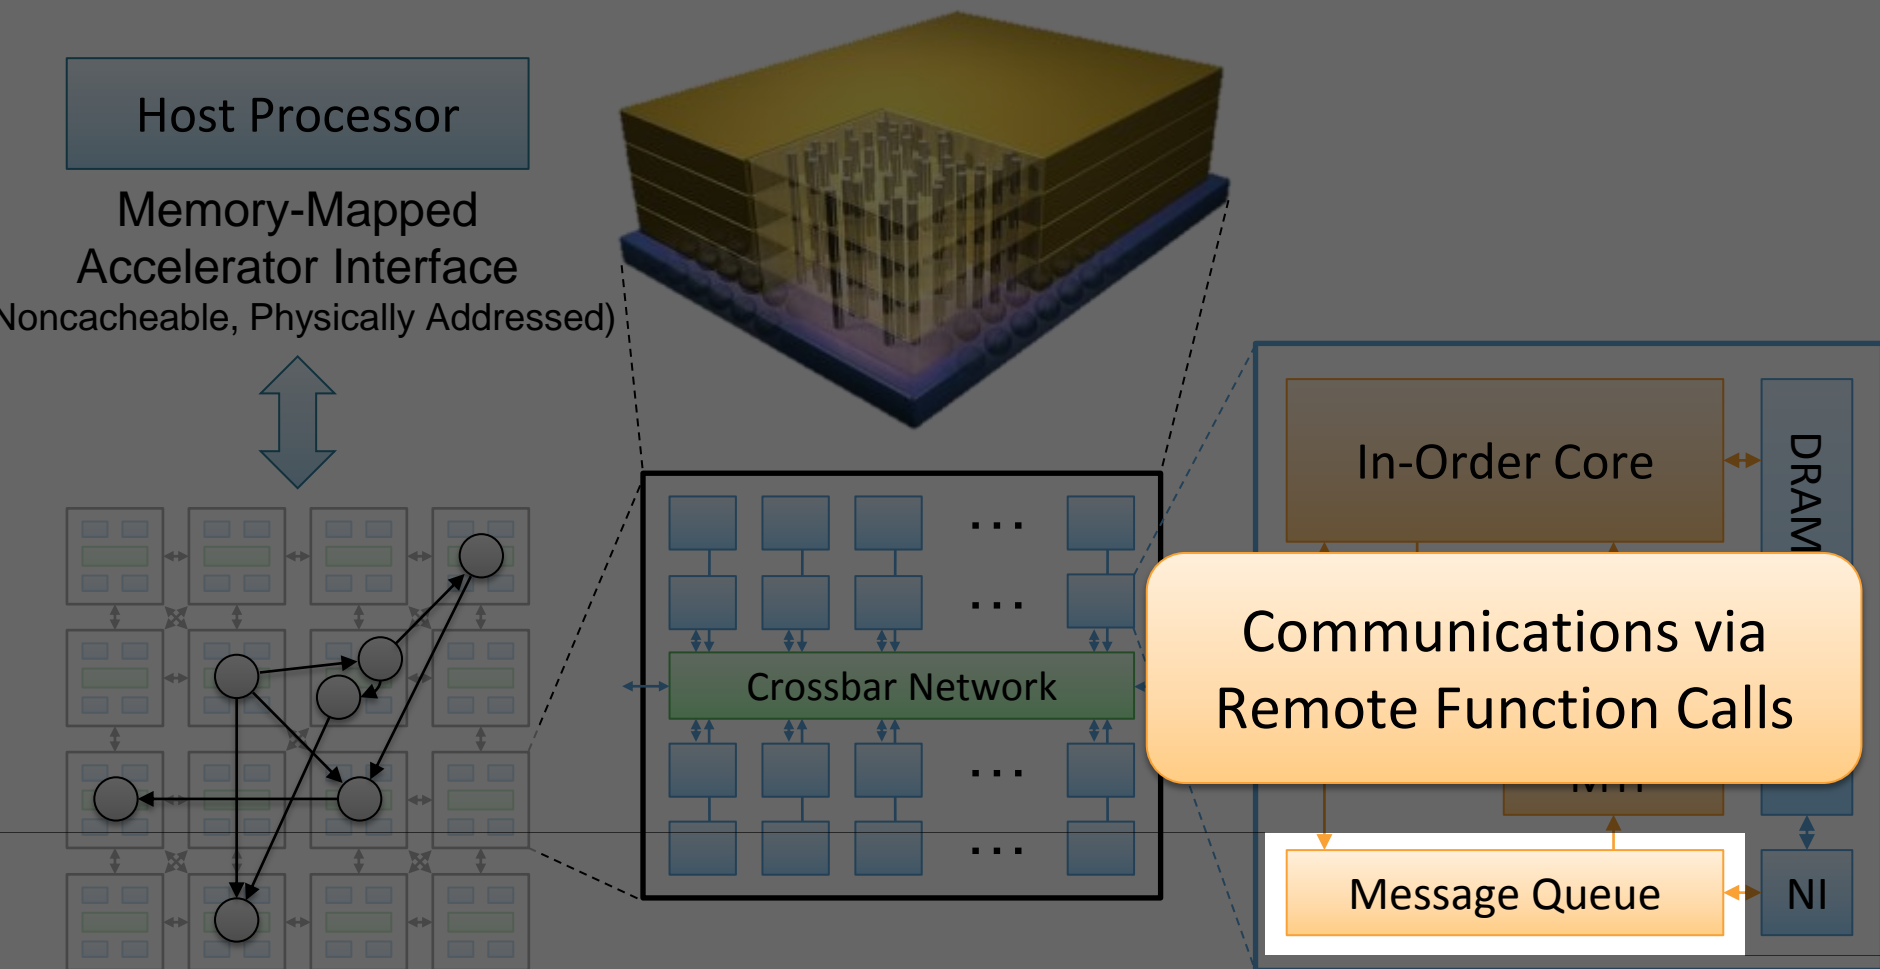 Host Processor
Memory-Mapped
Accelerator Interface
Noncacheable, Physically Addressed)
In-Order Core
DRAM
...
...
Communications via
Remote Function Calls
Crossbar Network
...
...
Message Queue
NI